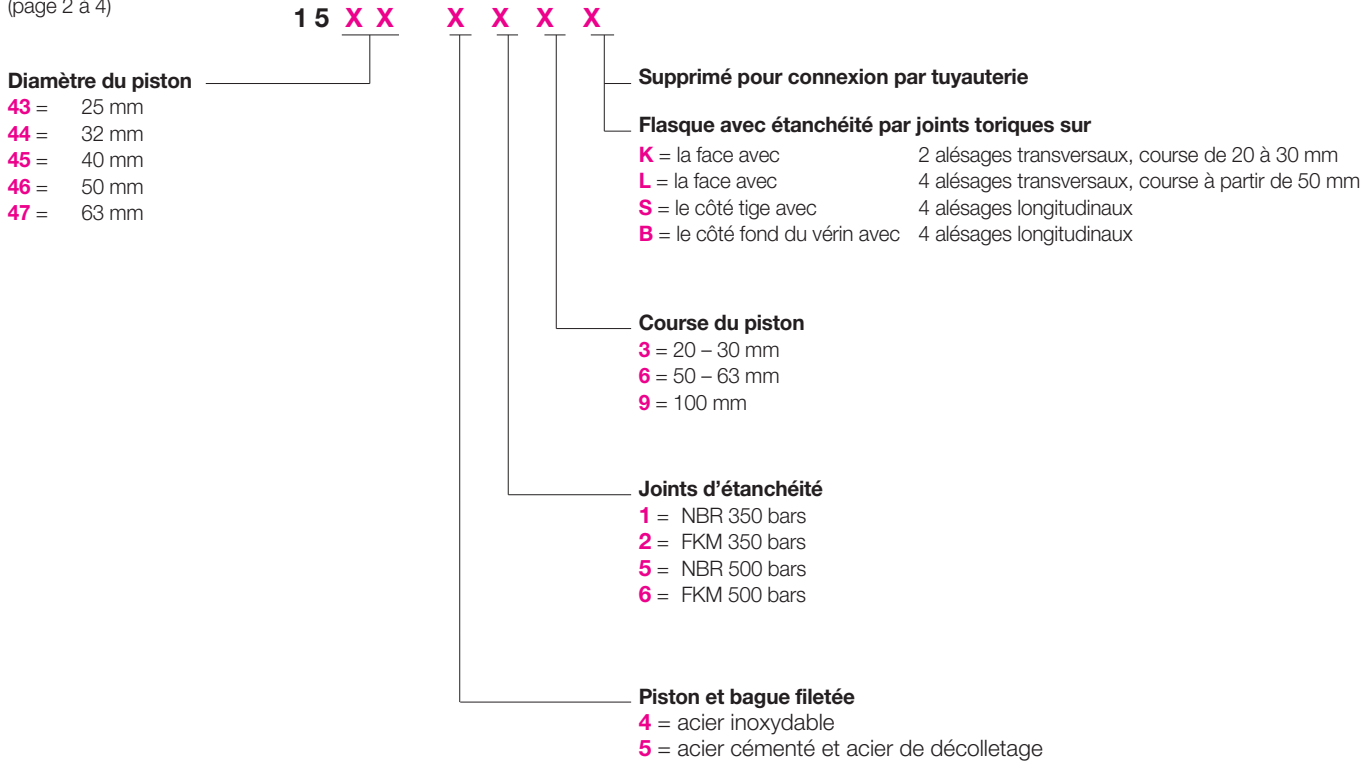 (page 2 à 4)
1 5 X X X X X X
Diamètre du piston
43 = 25 mm
44 = 32 mm
45 = 40 mm
46 = 50 mm
47 = 63 mm
Supprimé pour connexion par tuyauterie
Flasque avec étanchéité par joints toriques sur
K = la face avec 2 alésages transversaux, course de 20 à 30 mm
L = la face avec 4 alésages transversaux, course à partir de 50 mm
S = le côté tige avec 4 alésages longitudinaux
B = le côté fond du vérin avec 4 alésages longitudinaux
Course du piston
3 = 20 – 30 mm
6 = 50 – 63 mm
9 = 100 mm
Joints d’étanchéité
1 = NBR 350 bars
2 = FKM 350 bars
5 = NBR 500 bars
6 = FKM 500 bars
Piston et bague filetée
4 = acier inoxydable
5 = acier cémenté et acier de décolletage